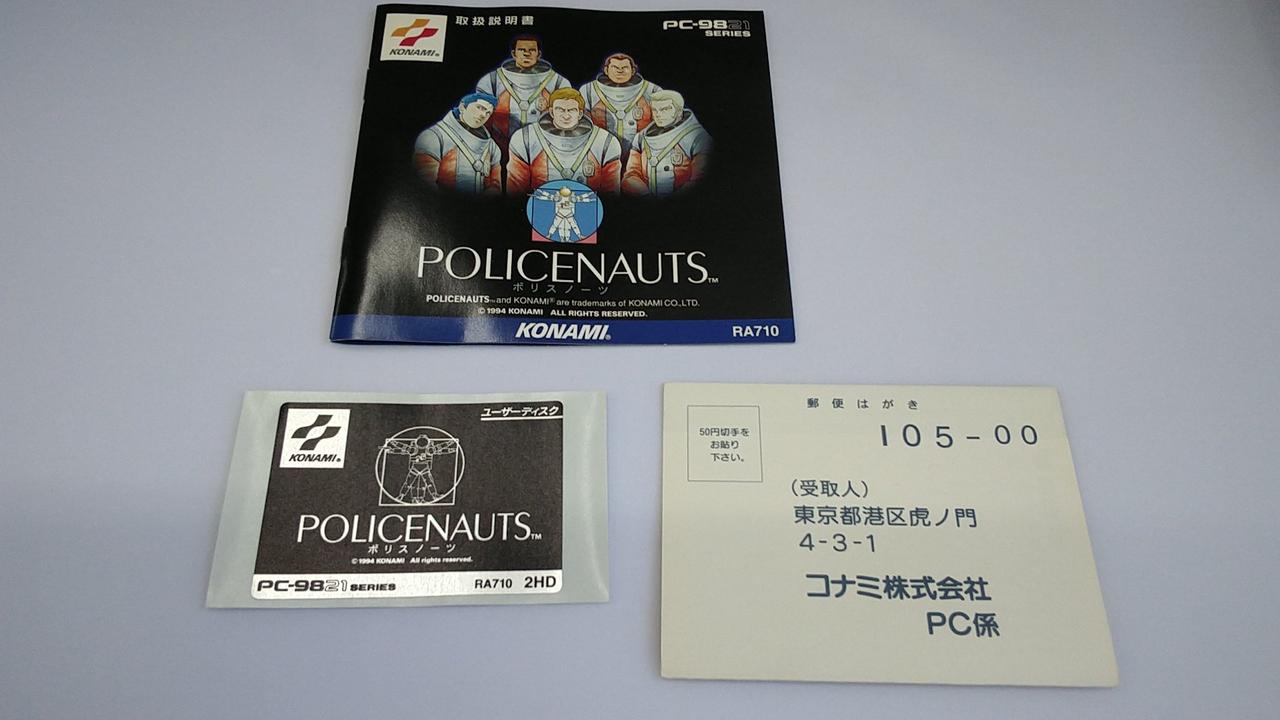 KONAMI®
取扱説明書
PC-9821
SERIES
POLICENAUTS™
ポリスノーツ
POLICENAUTS™ and KONAMI® are trademarks of KONAMI CO.,LTD.
© 1994 KONAMI ALL RIGHTS RESERVED.
KONAMI®
RA710
KONAMI®
ユーザーディスク
POLICENAUTS™
ポリスノーツ
© 1994 KONAMI All rights reserved.
PC-9821 SERIES RA710 2HD
郵便はがき
50円切手を
お貼り
下さい。
105-00
(受取人)
東京都港区虎ノ門
4-3-1
コナミ株式会社
PC係